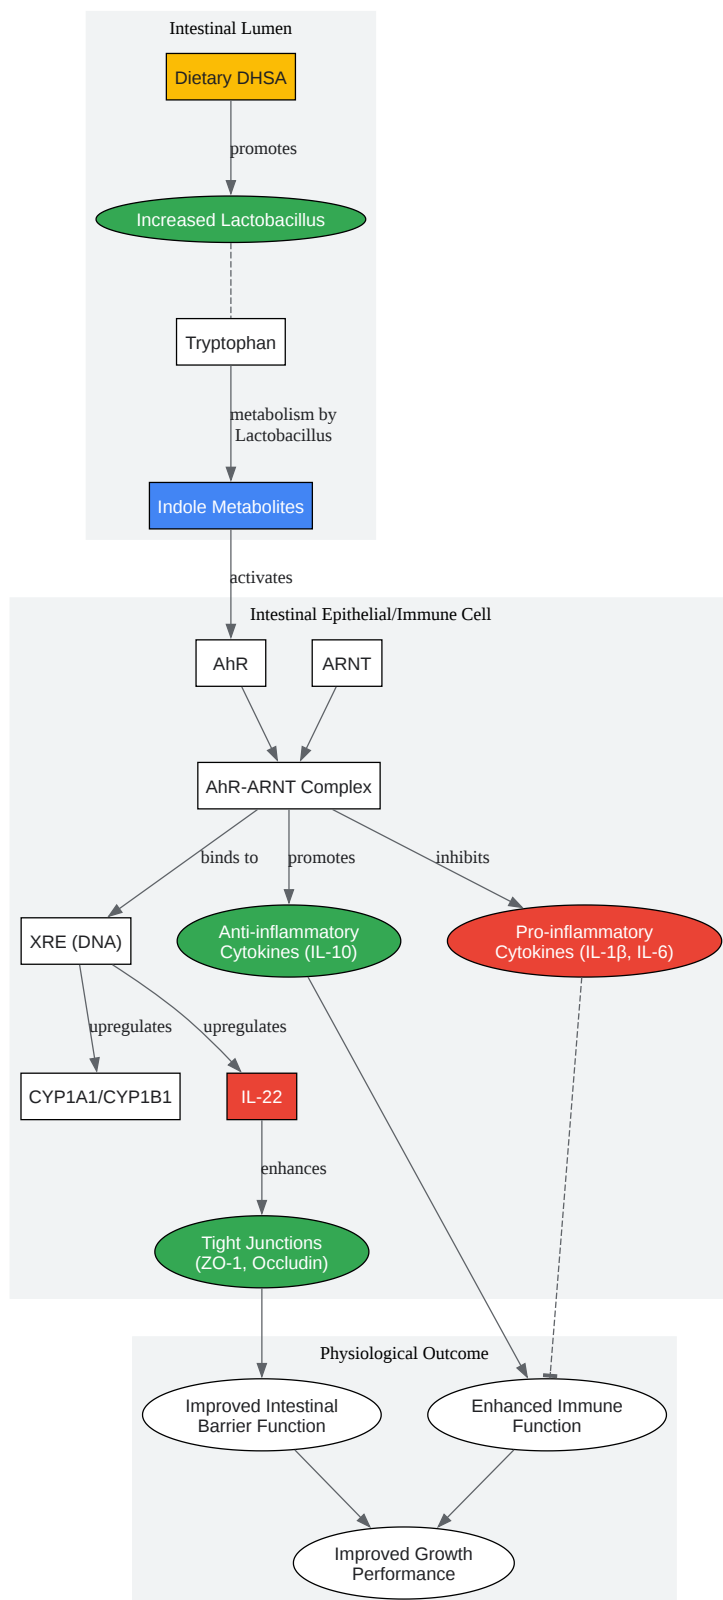 Intestinal Lumen
Dietary DHSA
promotes
Increased Lactobacillus
Tryptophan
metabolism by
Lactobacillus
Indole Metabolites
activates
Intestinal Epithelial/Immune Cell
AhR
ARNT
AhR-ARNT Complex
binds to
promotes
inhibits
XRE (DNA)
Anti-inflammatory
Cytokines (IL-10)
Pro-inflammatory
Cytokines (IL-1β, IL-6)
upregulates
upregulates
CYP1A1/CYP1B1
IL-22
enhances
Tight Junctions
(ZO-1, Occludin)
Physiological Outcome
Improved Intestinal
Barrier Function
Enhanced Immune
Function
Improved Growth
Performance